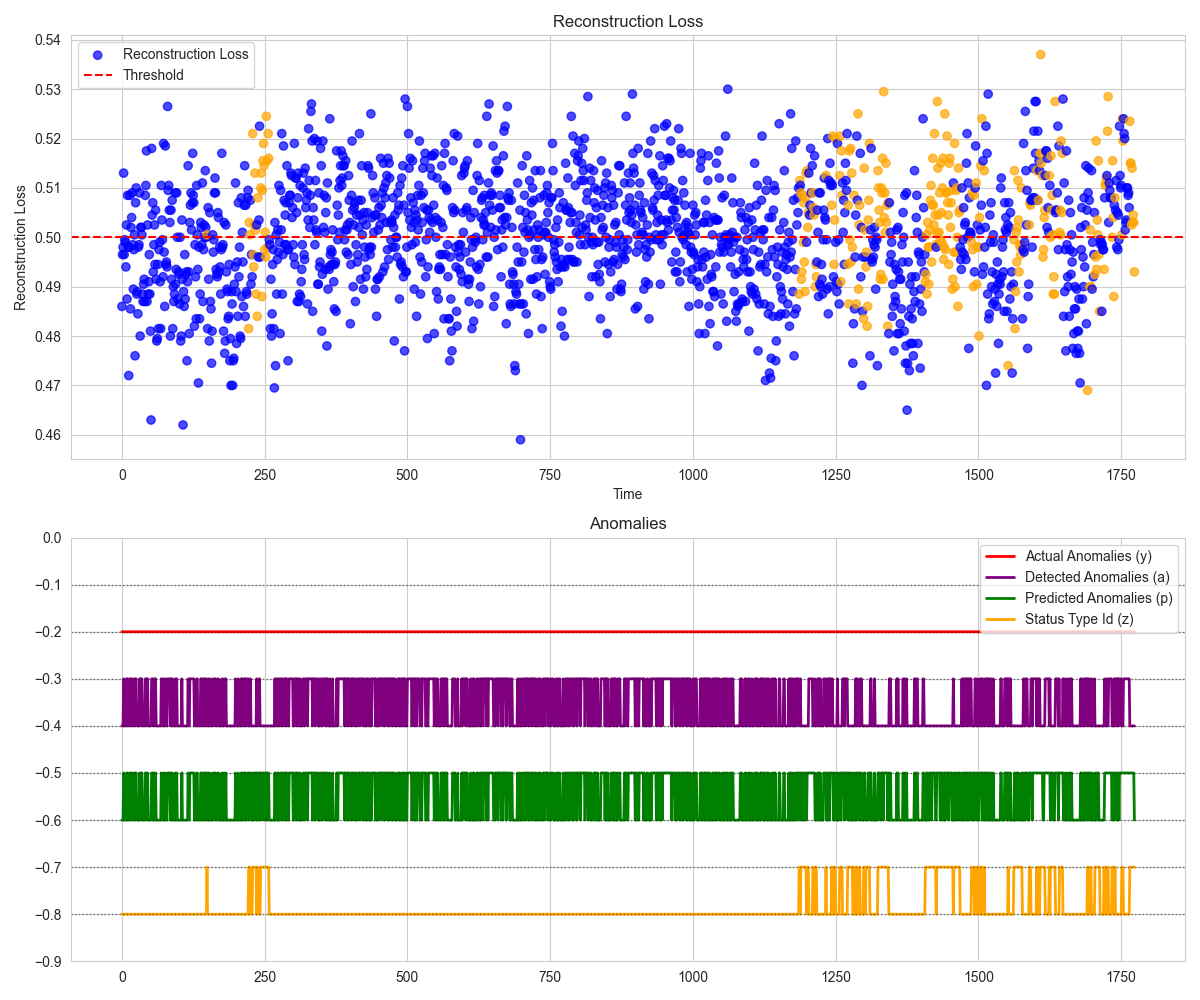 Reconstruction Loss
0.54
0.53
0.52
0.51
0.50
0.49
0.48
0.47
0.46
Reconstruction Loss
Reconstruction Loss
Threshold
0 250 500 750 1000 1250 1500 1750
Time
Anomalies
0.0
−0.1
−0.2
−0.3
−0.4
−0.5
−0.6
−0.7
−0.8
−0.9
Actual Anomalies (y)
Detected Anomalies (a)
Predicted Anomalies (p)
Status Type Id (z)
0 250 500 750 1000 1250 1500 1750